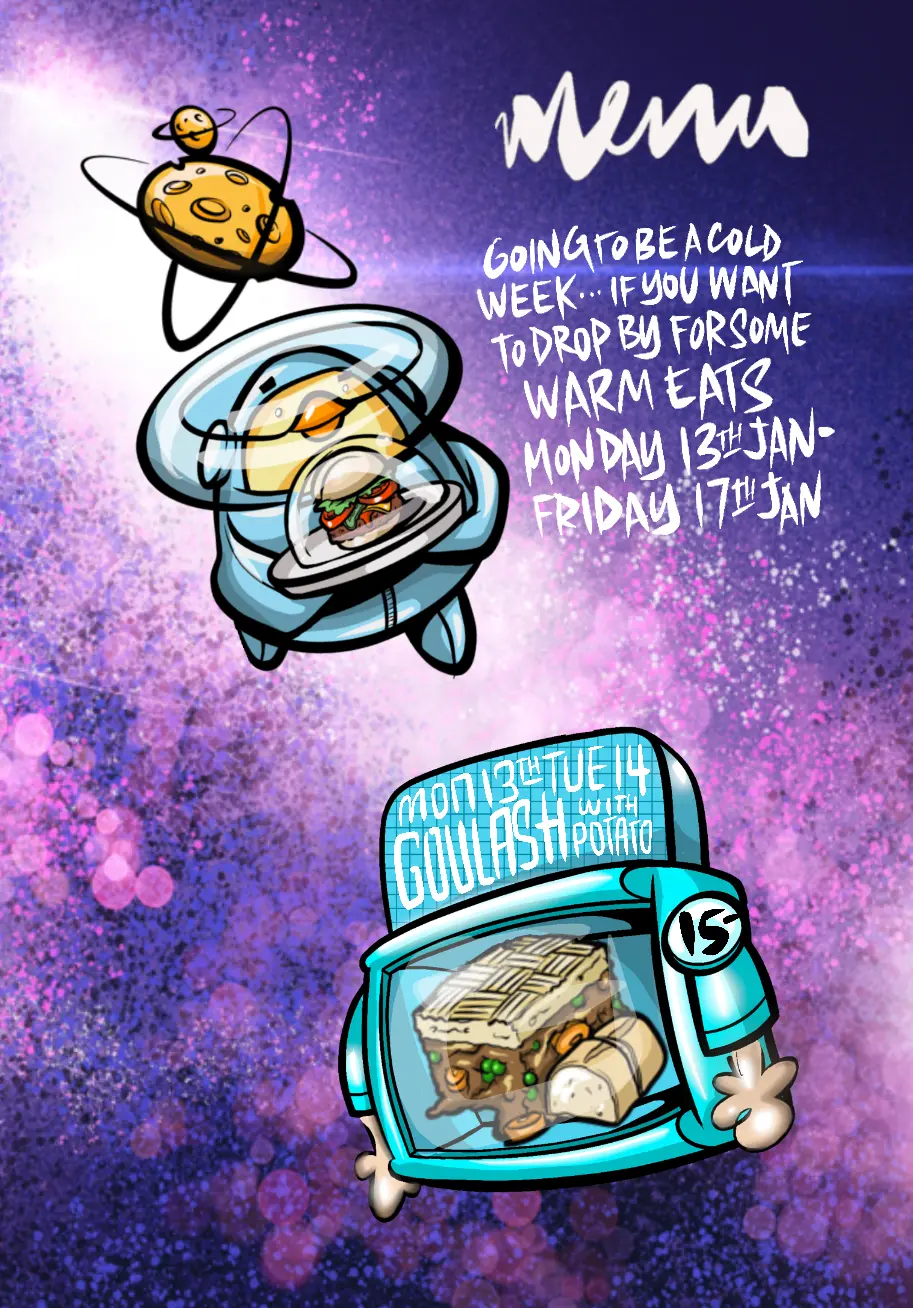 menu
GOING TO BE A COLD
WEEK... IF YOU WANT
TO DROP BY FOR SOME
WARM EATS
MONDAY 13TH JAN-
FRIDAY 17TH JAN
MON 13TH TUE 14
GOULASH WITH POTATO
15-